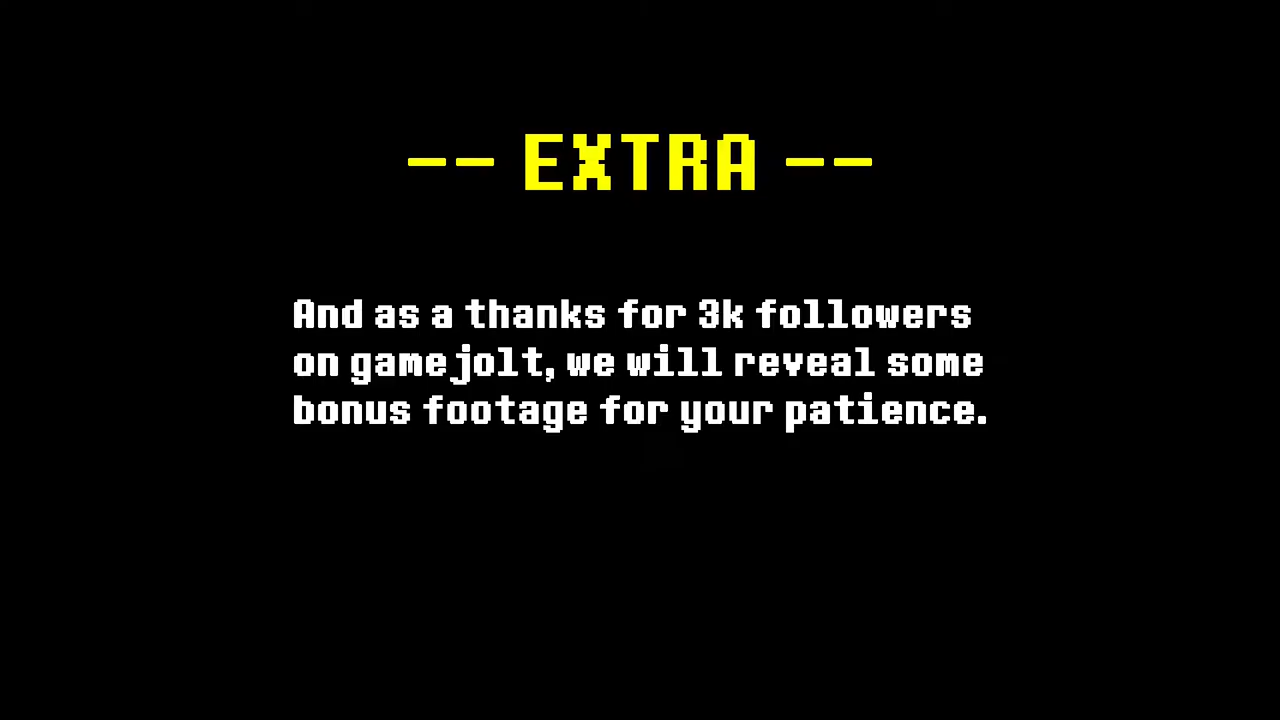 -- EXTRA --
And as a thanks for 3k followers
on gamejolt, we will reveal some
bonus footage for your patience.